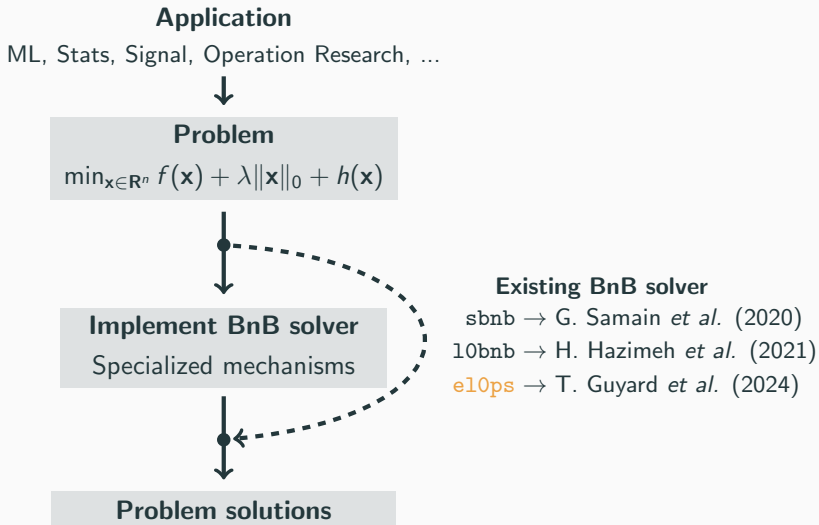 Application
ML, Stats, Signal, Operation Research, ...
Problem
min_{x∈R^n} f(x) + λ‖x‖_0 + h(x)
Implement BnB solver
Specialized mechanisms
Existing BnB solver
sbnb → G. Samain et al. (2020)
l0bnb → H. Hazimeh et al. (2021)
el0ps → T. Guyard et al. (2024)
Problem solutions